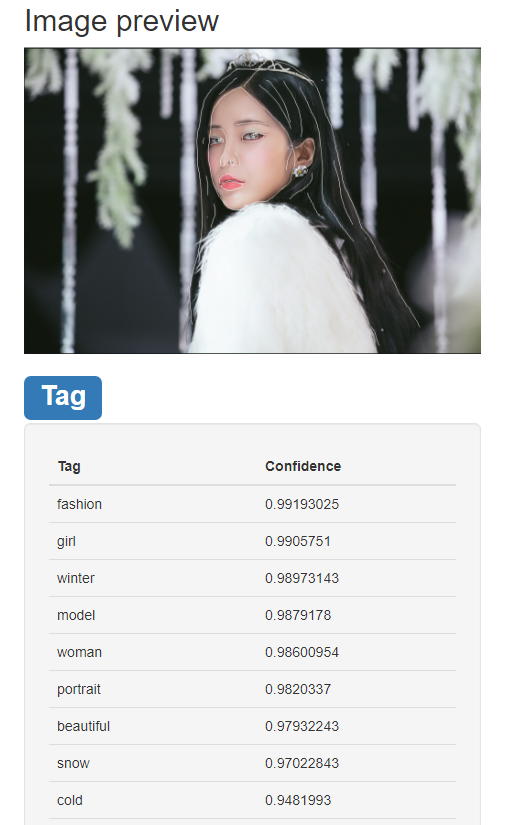 Image preview
Tag
Tag Confidence
fashion 0.99193025
girl 0.9905751
winter 0.98973143
model 0.9879178
woman 0.98600954
portrait 0.9820337
beautiful 0.97932243
snow 0.97022843
cold 0.9481993